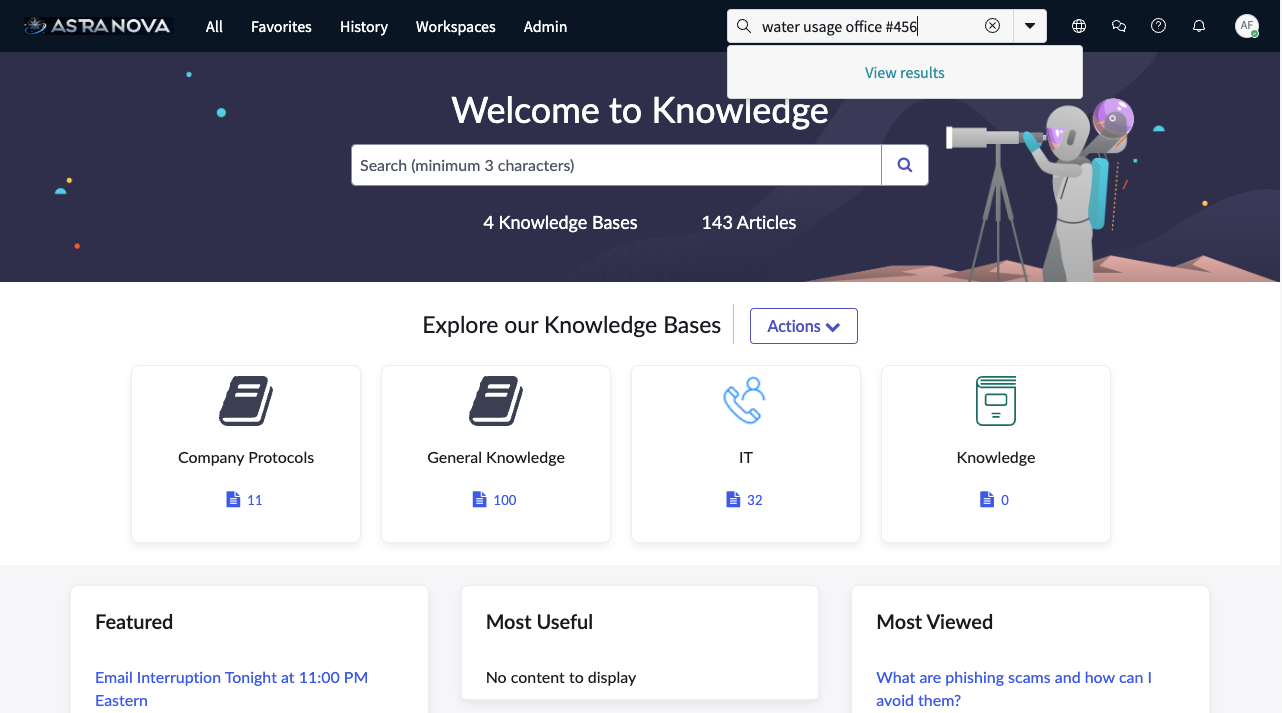 ASTRANOVA All Favorites History Workspaces Admin water usage office #456 AF
View results
Welcome to Knowledge
Search (minimum 3 characters)
4 Knowledge Bases 143 Articles
Explore our Knowledge Bases Actions
Company Protocols General Knowledge IT Knowledge
11 100 32 0
Featured
Email Interruption Tonight at 11:00 PM
Eastern
Most Useful
No content to display
Most Viewed
What are phishing scams and how can I
avoid them?